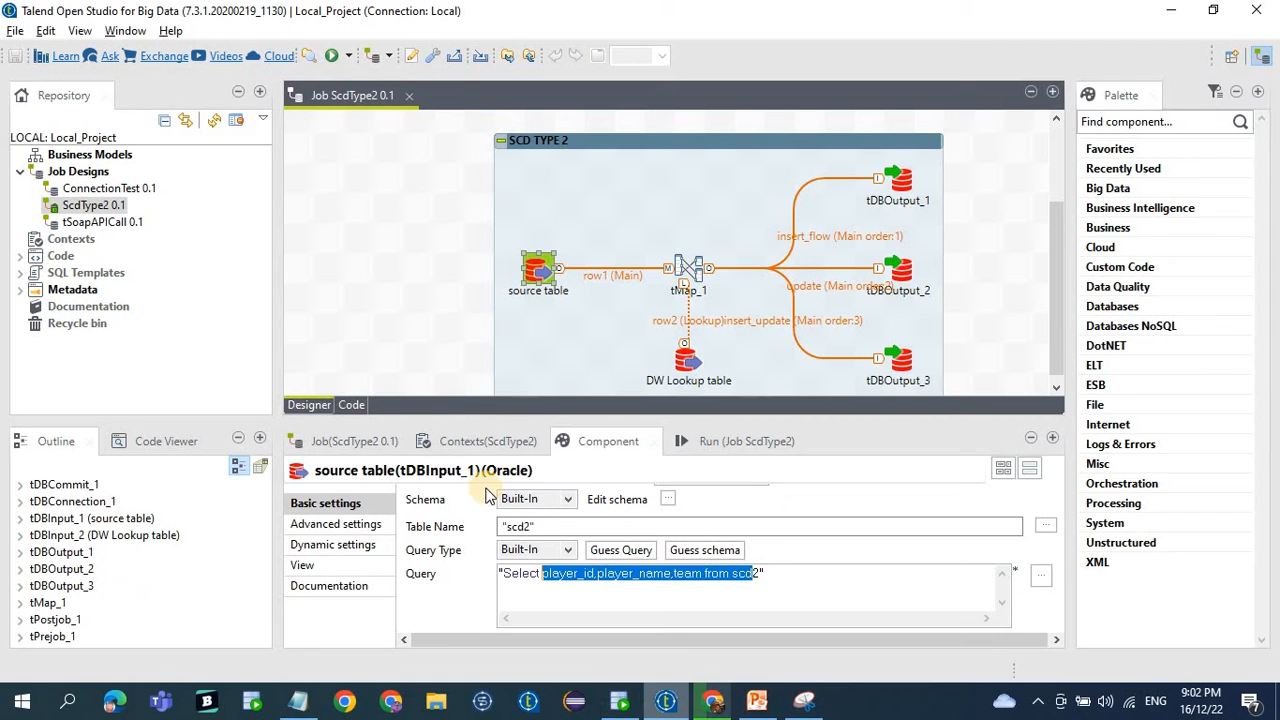 Talend Open Studio for Big Data (7.3.1.20200219_1130) | Local_Project (Connection: Local)
File Edit View Window Help
Learn Ask Exchange Videos Cloud
Repository
LOCAL: Local_Project
Business Models
Job Designs
ConnectionTest 0.1
ScdType2 0.1
tSoapAPICall 0.1
Contexts
Code
SQL Templates
Metadata
Documentation
Recycle bin
Job ScdType2 0.1
SCD TYPE 2
tDBOutput_1
insert_flow (Main order:1)
row1 (Main)
source table
tMap_1
update (Main order:2)
tDBOutput_2
row2 (Lookup)insert_update (Main order:3)
DW Lookup table
tDBOutput_3
Designer Code
Palette
Find component...
Favorites
Recently Used
Big Data
Business Intelligence
Business
Cloud
Custom Code
Data Quality
Databases
Databases NoSQL
DotNET
ELT
ESB
File
Internet
Logs & Errors
Misc
Orchestration
Processing
System
Unstructured
XML
Outline Code Viewer
tDBCommit_1
tDBConnection_1
tDBInput_1 (source table)
tDBInput_2 (DW Lookup table)
tDBOutput_1
tDBOutput_2
tDBOutput_3
tMap_1
tPostjob_1
tPrejob_1
Job(ScdType2 0.1) Contexts(ScdType2) Component Run (Job ScdType2)
source table(tDBInput_1)(Oracle)
Basic settings
Advanced settings
Dynamic settings
View
Documentation
Schema Built-In Edit schema ...
Table Name "scd2" ...
Query Type Built-In Guess Query Guess schema
Query "Select player_id,player_name,team from scd2" * ...
ENG
9:02 PM
16/12/22
7